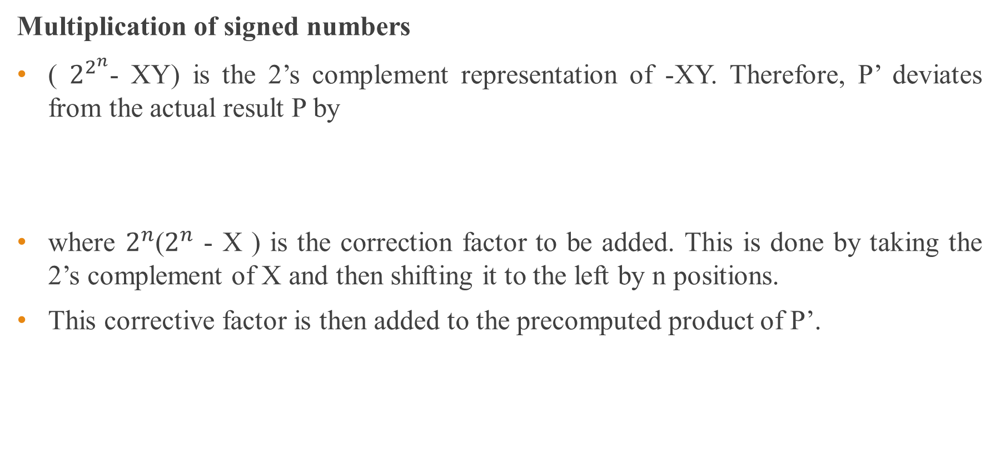 Multiplication of signed numbers
• ( 2^{2^n}- XY) is the 2’s complement representation of -XY. Therefore, P’ deviates
from the actual result P by
• where 2^n(2^n - X ) is the correction factor to be added. This is done by taking the
2’s complement of X and then shifting it to the left by n positions.
• This corrective factor is then added to the precomputed product of P’.